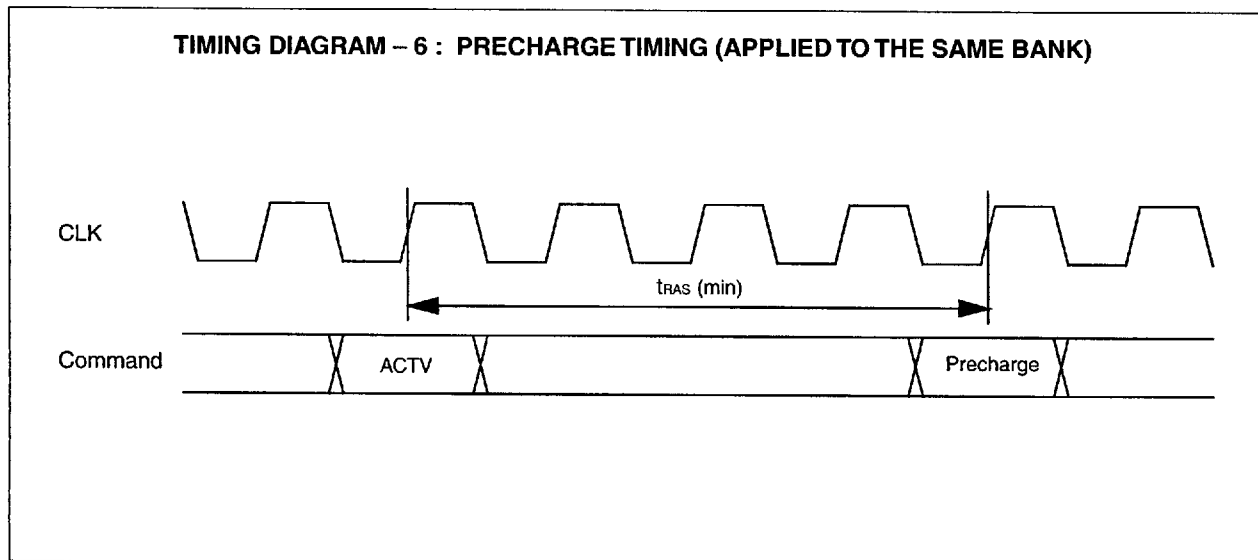 TIMING DIAGRAM – 6 : PRECHARGE TIMING (APPLIED TO THE SAME BANK)
CLK
tRAS (min)
Command
ACTV
Precharge